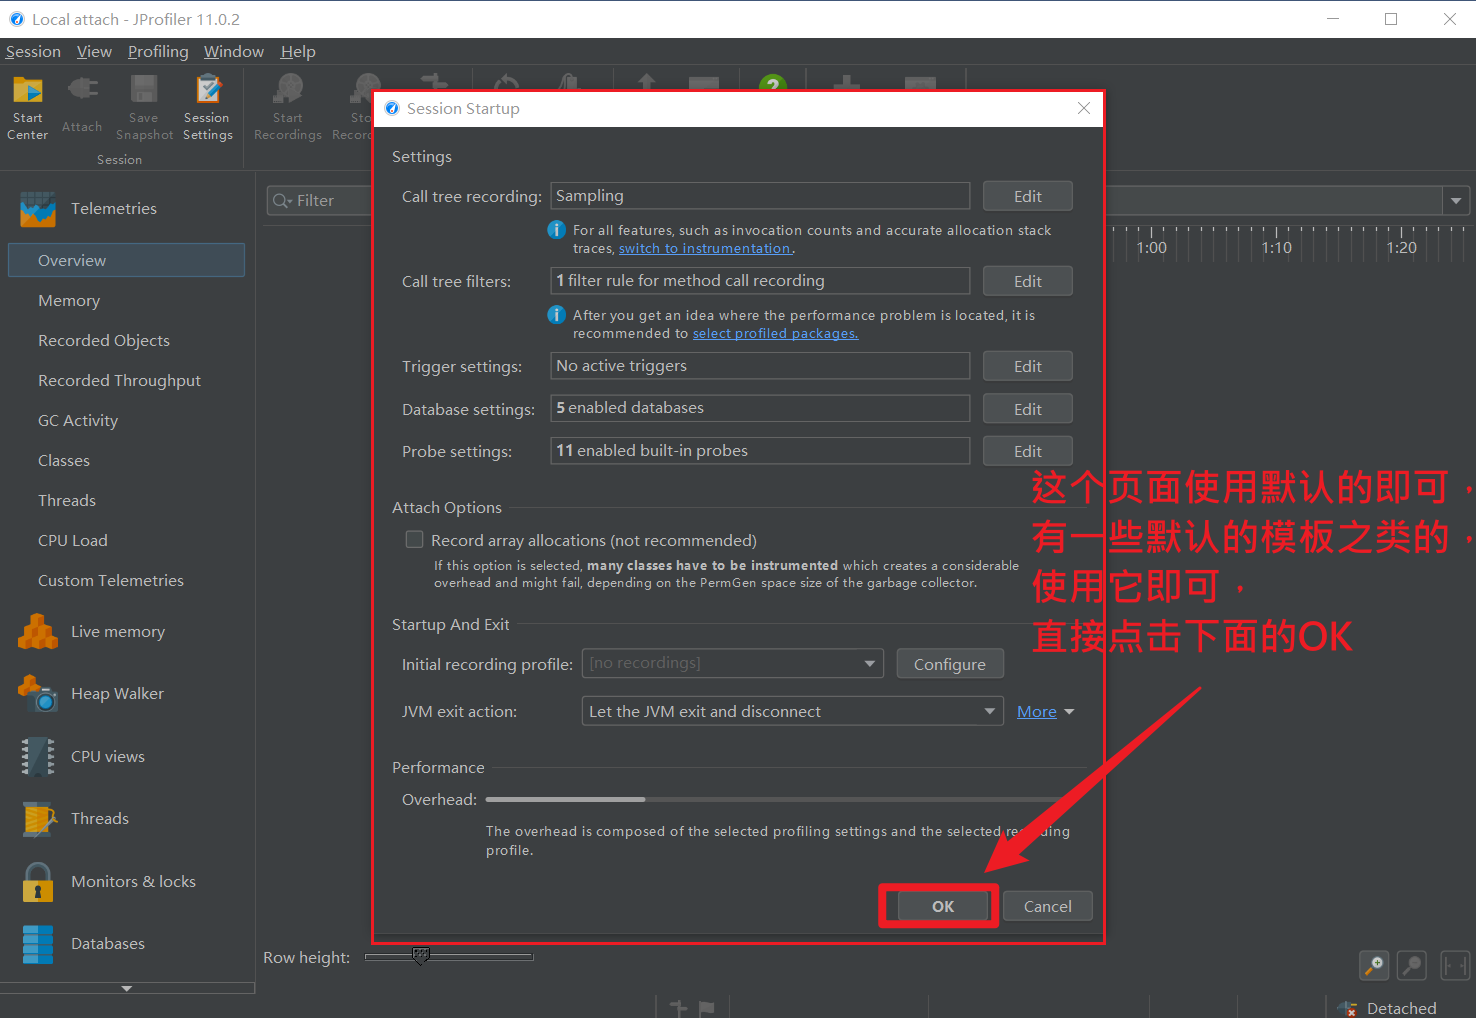 Local attach - JProfiler 11.0.2
Session View Profiling Window Help
Start Center
Attach
Save Snapshot
Session Settings
Start Recordings
Session
Session Startup
Settings
Call tree recording: Sampling Edit
For all features, such as invocation counts and accurate allocation stack
traces, switch to instrumentation.
Call tree filters: 1 filter rule for method call recording Edit
After you get an idea where the performance problem is located, it is
recommended to select profiled packages.
Trigger settings: No active triggers Edit
Database settings: 5 enabled databases Edit
Probe settings: 11 enabled built-in probes Edit
Attach Options
Record array allocations (not recommended)
If this option is selected, many classes have to be instrumented which creates a considerable
overhead and might fail, depending on the PermGen space size of the garbage collector.
Startup And Exit
Initial recording profile: [no recordings] Configure
JVM exit action: Let the JVM exit and disconnect More
Performance
Overhead:
The overhead is composed of the selected profiling settings and the selected recording
profile.
OK Cancel
Telemetries
Overview
Memory
Recorded Objects
Recorded Throughput
GC Activity
Classes
Threads
CPU Load
Custom Telemetries
Live memory
Heap Walker
CPU views
Threads
Monitors & locks
Databases
Filter
1:00 1:10 1:20
这个页面使用默认的即可，
有一些默认的模板之类的，
使用它即可，
直接点击下面的OK
Row height:
Detached